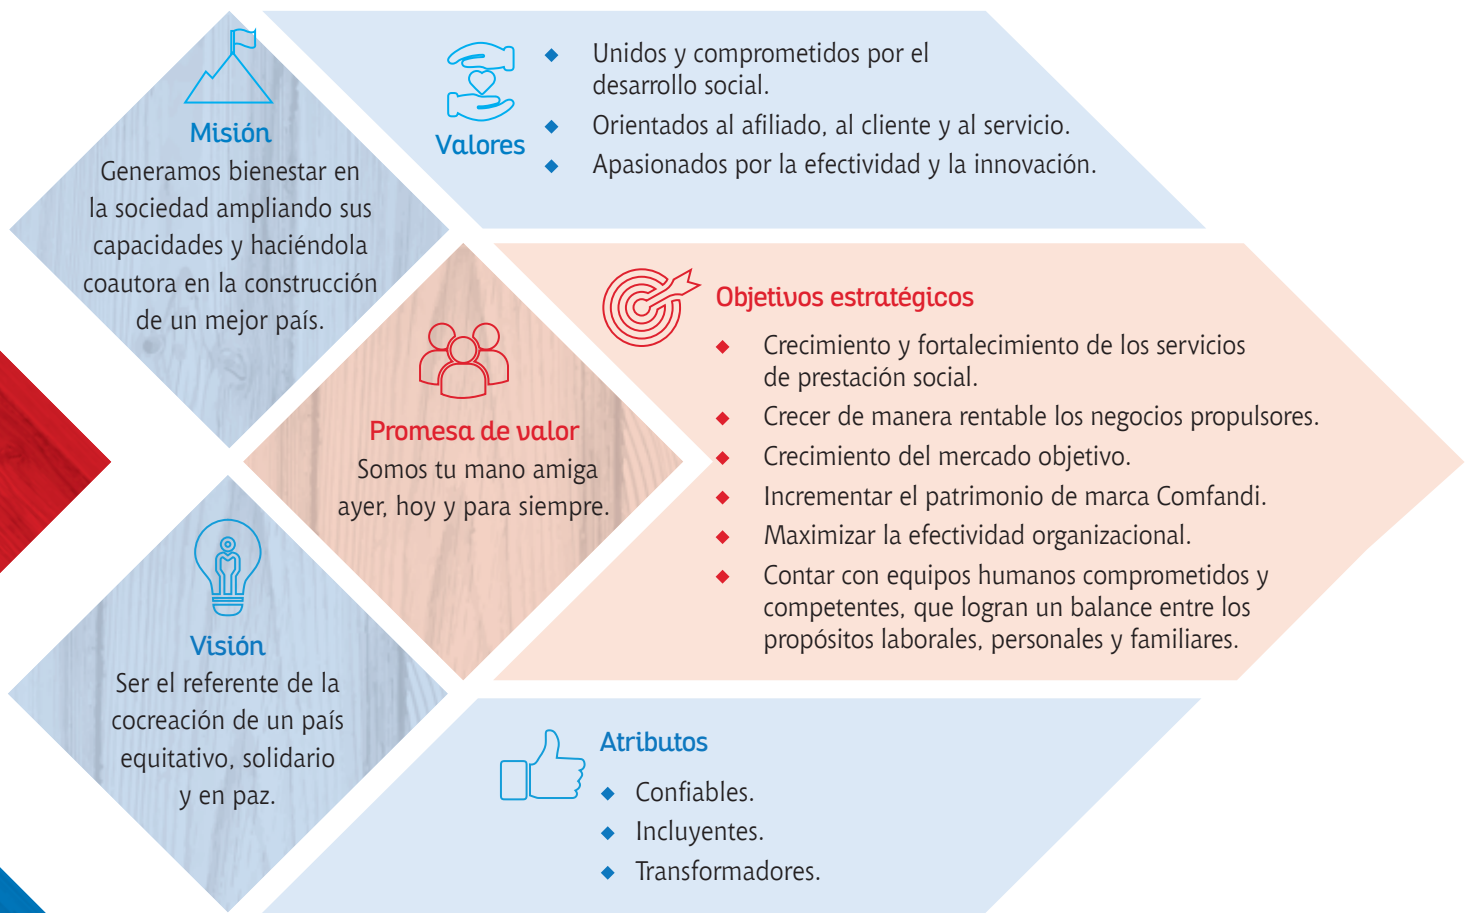 Misión
Generamos bienestar en
la sociedad ampliando sus
capacidades y haciéndola
coautora en la construcción
de un mejor país.
Valores
Unidos y comprometidos por el
desarrollo social.
Orientados al afiliado, al cliente y al servicio.
Apasionados por la efectividad y la innovación.
Promesa de valor
Somos tu mano amiga
ayer, hoy y para siempre.
Objetivos estratégicos
Crecimiento y fortalecimiento de los servicios
de prestación social.
Crecer de manera rentable los negocios propulsores.
Crecimiento del mercado objetivo.
Incrementar el patrimonio de marca Comfandi.
Maximizar la efectividad organizacional.
Contar con equipos humanos comprometidos y
competentes, que logran un balance entre los
propósitos laborales, personales y familiares.
Visión
Ser el referente de la
cocreación de un país
equitativo, solidario
y en paz.
Atributos
Confiables.
Incluyentes.
Transformadores.